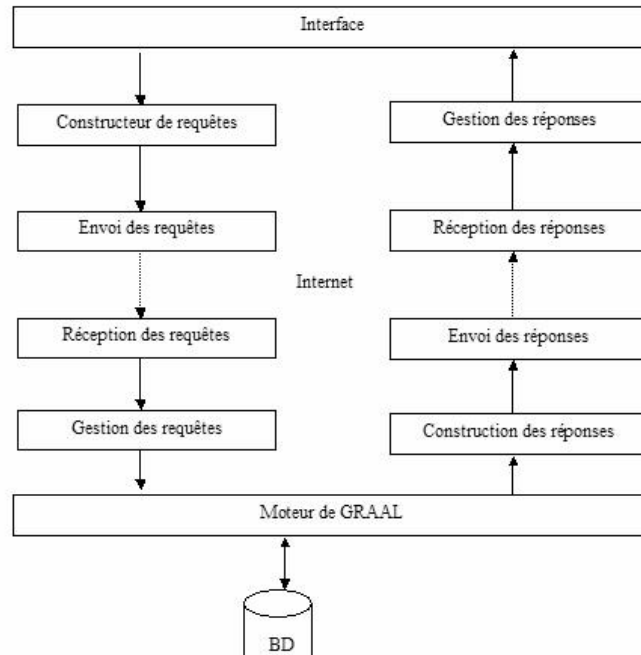 Interface
Constructeur de requêtes
Gestion des réponses
Envoi des requêtes
Réception des réponses
Internet
Réception des requêtes
Envoi des réponses
Gestion des requêtes
Construction des réponses
Moteur de GRAAL
BD